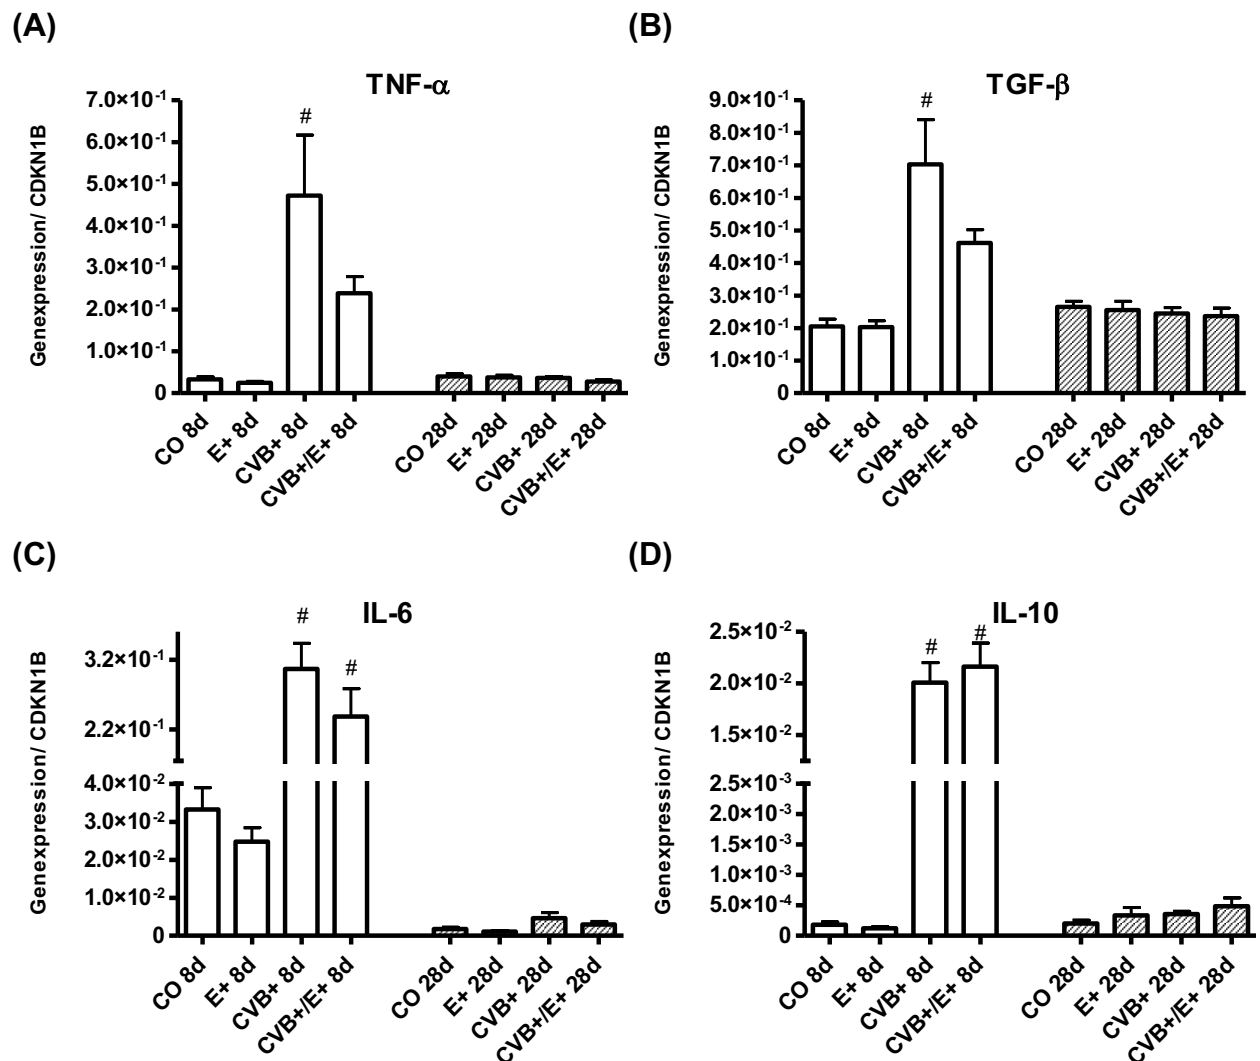 (A)
TNF-α
Genexpression/ CDKN1B
7.0×10⁻¹
6.0×10⁻¹
5.0×10⁻¹
4.0×10⁻¹
3.0×10⁻¹
2.0×10⁻¹
1.0×10⁻¹
0
#
CO 8d
E+ 8d
CVB+ 8d
CVB+/E+ 8d
CO 28d
E+ 28d
CVB+ 28d
CVB+/E+ 28d
(B)
TGF-β
Genexpression/ CDKN1B
9.0×10⁻¹
8.0×10⁻¹
7.0×10⁻¹
6.0×10⁻¹
5.0×10⁻¹
4.0×10⁻¹
3.0×10⁻¹
2.0×10⁻¹
1.0×10⁻¹
0
#
CO 8d
E+ 8d
CVB+ 8d
CVB+/E+ 8d
CO 28d
E+ 28d
CVB+ 28d
CVB+/E+ 28d
(C)
IL-6
Genexpression/ CDKN1B
3.2×10⁻¹
2.2×10⁻¹
4.0×10⁻²
3.0×10⁻²
2.0×10⁻²
1.0×10⁻²
0
#
#
CO 8d
E+ 8d
CVB+ 8d
CVB+/E+ 8d
CO 28d
E+ 28d
CVB+ 28d
CVB+/E+ 28d
(D)
IL-10
Genexpression/ CDKN1B
2.5×10⁻²
2.0×10⁻²
1.5×10⁻²
2.5×10⁻³
2.0×10⁻³
1.5×10⁻³
1.0×10⁻³
5.0×10⁻⁴
0
#
#
CO 8d
E+ 8d
CVB+ 8d
CVB+/E+ 8d
CO 28d
E+ 28d
CVB+ 28d
CVB+/E+ 28d